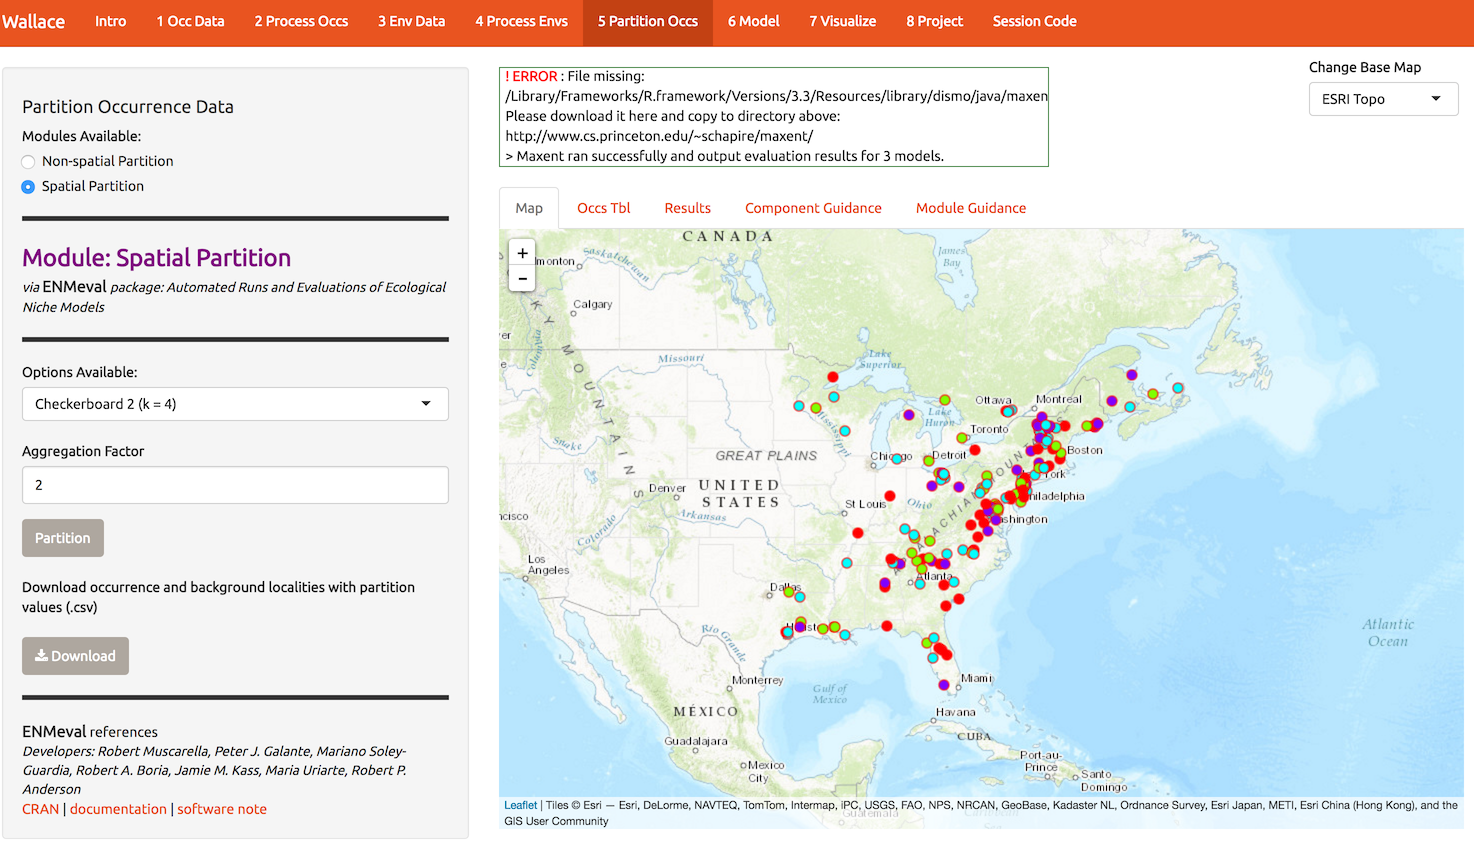 Wallace Intro 1 Occ Data 2 Process Occs 3 Env Data 4 Process Envs 5 Partition Occs 6 Model 7 Visualize 8 Project Session Code
Partition Occurrence Data
Modules Available:
Non-spatial Partition
Spatial Partition
Module: Spatial Partition
via ENMeval package: Automated Runs and Evaluations of Ecological
Niche Models
Options Available:
Checkerboard 2 (k = 4)
Aggregation Factor
2
Partition
Download occurrence and background localities with partition
values (.csv)
Download
ENMeval references
Developers: Robert Muscarella, Peter J. Galante, Mariano Soley-
Guardia, Robert A. Boria, Jamie M. Kass, Maria Uriarte, Robert P.
Anderson
CRAN | documentation | software note
! ERROR : File missing:
/Library/Frameworks/R.framework/Versions/3.3/Resources/library/dismo/java/maxen
Please download it here and copy to directory above:
http://www.cs.princeton.edu/~schapire/maxent/
> Maxent ran successfully and output evaluation results for 3 models.
Change Base Map
ESRI Topo
Map Occs Tbl Results Component Guidance Module Guidance
+
−
CANADA
monton
Saskatchewan
James
Bay
Calgary
KY MOUNTAINS
Columbia
Missouri
Lake
Superior
Ottawa
Montreal
Lake
Huron
Toronto
Mississippi
Snake
GREAT PLAINS
Chicago
Detroit
Boston
York
UNITED
STATES
Denver
Philadelphia
St Louis
Ohio
APPALACHIAN MOUNTAINS
Washington
Arkansas
ncisco
Colorado
Los
Angeles
Atlanta
Dallas
Houston
Rio Grande
Atlantic
Ocean
Monterrey
Gulf of
Mexico
Miami
MÉXICO
Havana
CUBA
Guadalajara
Mexico
City
Port-au-
Prince
Santo
Domingo
Guatemala
Caribbean
Leaflet | Tiles © Esri — Esri, DeLorme, NAVTEQ, TomTom, Intermap, iPC, USGS, FAO, NPS, NRCAN, GeoBase, Kadaster NL, Ordnance Survey, Esri Japan, METI, Esri China (Hong Kong), and the
GIS User Community